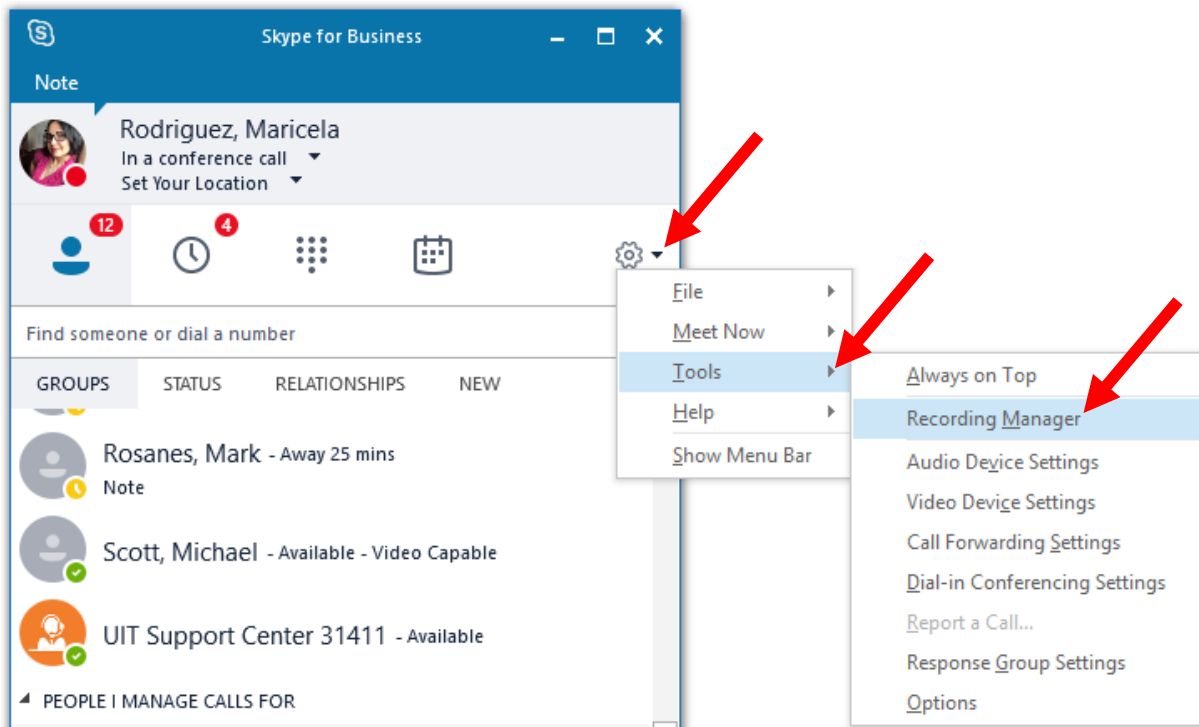 Skype for Business
Note
Rodriguez, Maricela
In a conference call
Set Your Location
12
4
Find someone or dial a number
GROUPS STATUS RELATIONSHIPS NEW
Rosanes, Mark - Away 25 mins
Note
Scott, Michael - Available - Video Capable
UIT Support Center 31411 - Available
PEOPLE I MANAGE CALLS FOR
File
Meet Now
Tools
Help
Show Menu Bar
Always on Top
Recording Manager
Audio Device Settings
Video Device Settings
Call Forwarding Settings
Dial-in Conferencing Settings
Report a Call...
Response Group Settings
Options